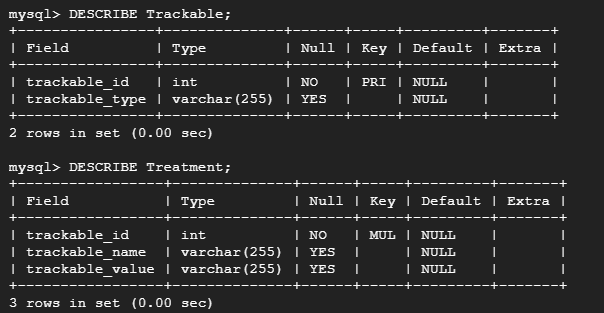 mysql> DESCRIBE Trackable;
+----------------+--------------+------+-----+---------+-------+
| Field          | Type         | Null | Key | Default | Extra |
+----------------+--------------+------+-----+---------+-------+
| trackable_id   | int          | NO   | PRI | NULL    |       |
| trackable_type | varchar(255) | YES  |     | NULL    |       |
+----------------+--------------+------+-----+---------+-------+
2 rows in set (0.00 sec)
mysql> DESCRIBE Treatment;
+-----------------+--------------+------+-----+---------+-------+
| Field           | Type         | Null | Key | Default | Extra |
+-----------------+--------------+------+-----+---------+-------+
| trackable_id    | int          | NO   | MUL | NULL    |       |
| trackable_name  | varchar(255) | YES  |     | NULL    |       |
| trackable_value | varchar(255) | YES  |     | NULL    |       |
+-----------------+--------------+------+-----+---------+-------+
3 rows in set (0.00 sec)